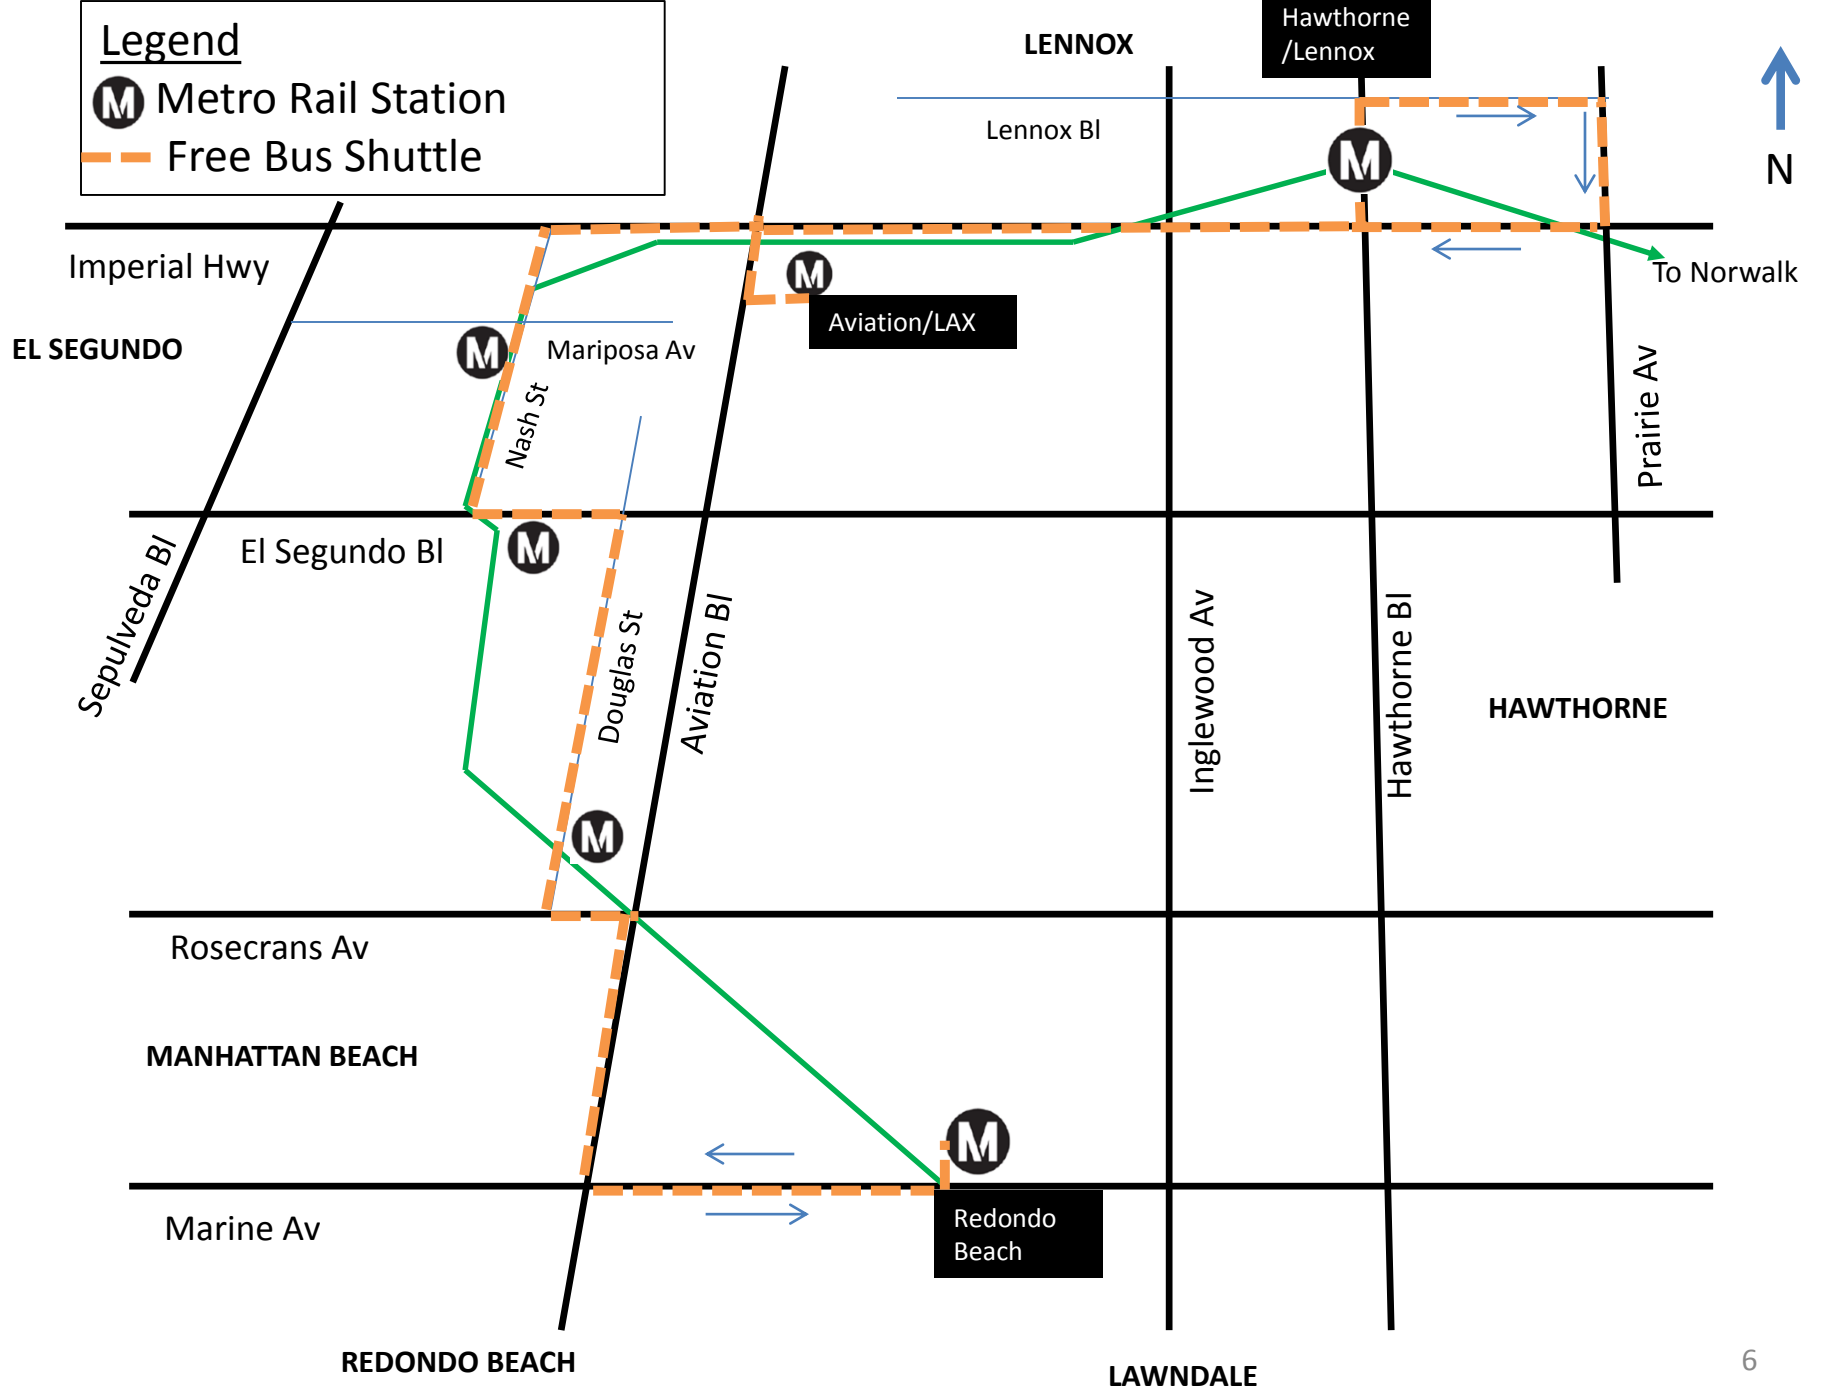 Legend
M Metro Rail Station
Free Bus Shuttle
LENNOX
Hawthorne
/Lennox
Lennox Bl
M
N
Imperial Hwy
M
To Norwalk
Aviation/LAX
EL SEGUNDO
M
Mariposa Av
Nash St
Prairie Av
El Segundo Bl
M
Sepulveda Bl
Douglas St
Aviation Bl
Inglewood Av
Hawthorne Bl
HAWTHORNE
M
Rosecrans Av
MANHATTAN BEACH
M
Marine Av
Redondo
Beach
REDONDO BEACH
LAWNDALE
6